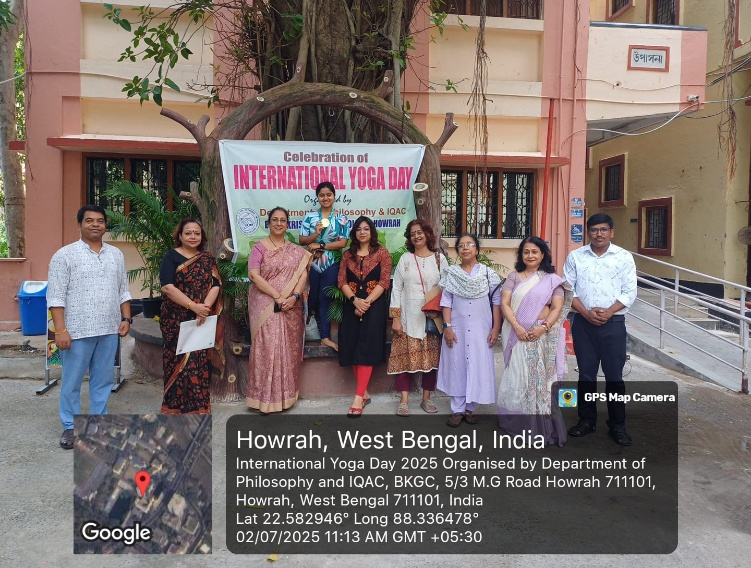 উপাসনা
Celebration of
INTERNATIONAL YOGA DAY
Organised by
Department Philosophy & IQAC
HOWRAH
GPS Map Camera
Howrah, West Bengal, India
International Yoga Day 2025 Organised by Department of
Philosophy and IQAC, BKGC, 5/3 M.G Road Howrah 711101,
Howrah, West Bengal 711101, India
Lat 22.582946° Long 88.336478°
02/07/2025 11:13 AM GMT +05:30
Google